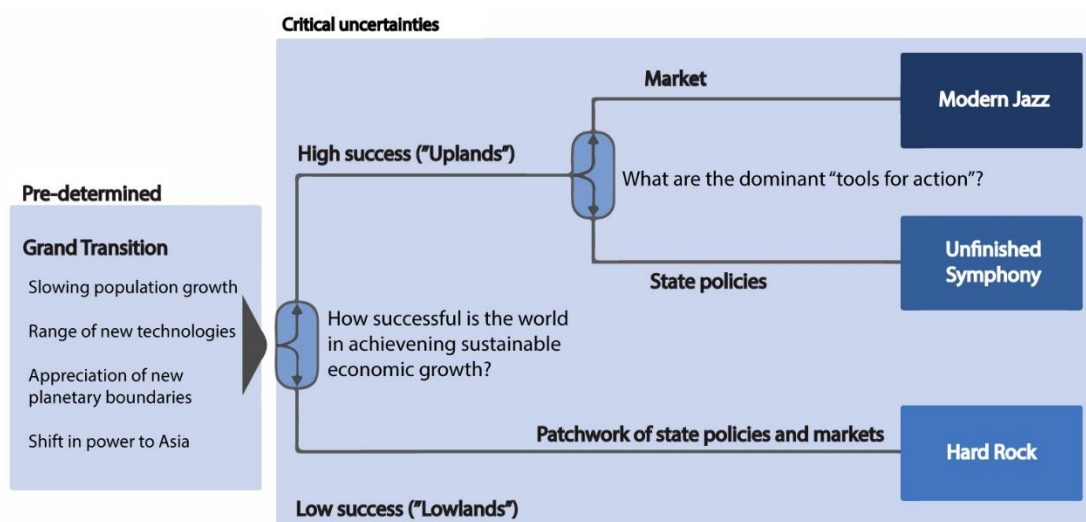 Critical uncertainties
Market
Modern Jazz
High success ("Uplands")
What are the dominant “tools for action”?
Pre-determined
Grand Transition
Slowing population growth
Range of new technologies
Appreciation of new
planetary boundaries
Shift in power to Asia
Unfinished
Symphony
State policies
How successful is the world
in achievening sustainable
economic growth?
Patchwork of state policies and markets
Hard Rock
Low success ("Lowlands")